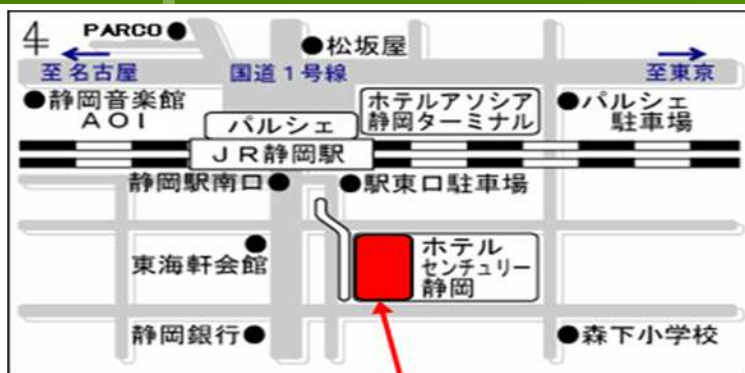 PARCO
松坂屋
至名古屋
国道1号線
至東京
静岡音楽館
AOI
パルシェ
ホテルアソシア
静岡ターミナル
パルシェ
駐車場
JR静岡駅
静岡駅南口
駅東口駐車場
東海軒会館
ホテル
センチュリー
静岡
静岡銀行
森下小学校